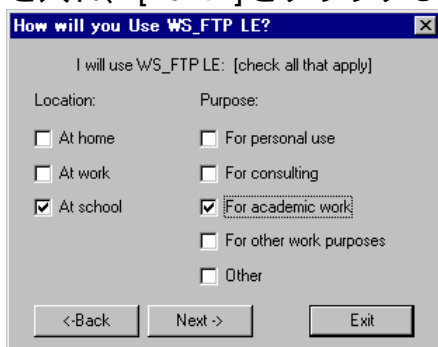 How will you Use WS_FTP LE?
I will use WS_FTP LE: [check all that apply]
Location:
Purpose:
At home
For personal use
At work
For consulting
At school
For academic work
For other work purposes
Other
<-Back
Next ->
Exit